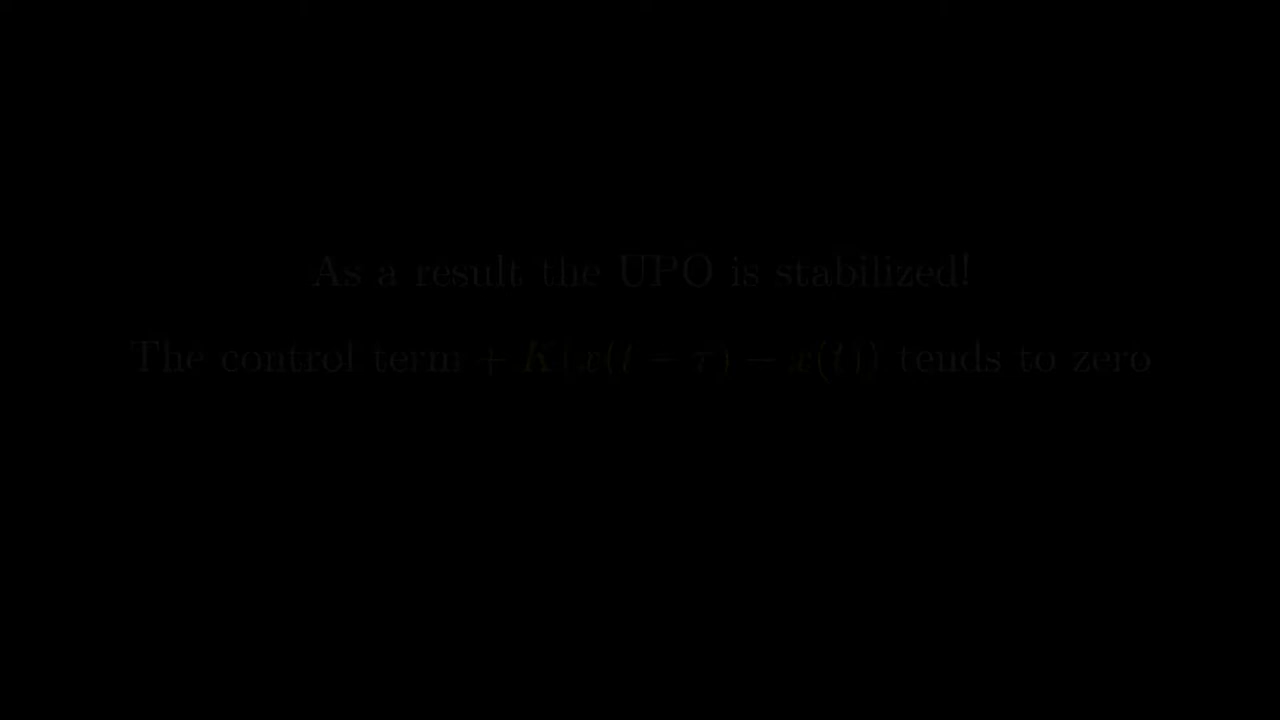 As a result the UPO is stabilized!
The control term + K(x(t − τ) − x(t)) tends to zero